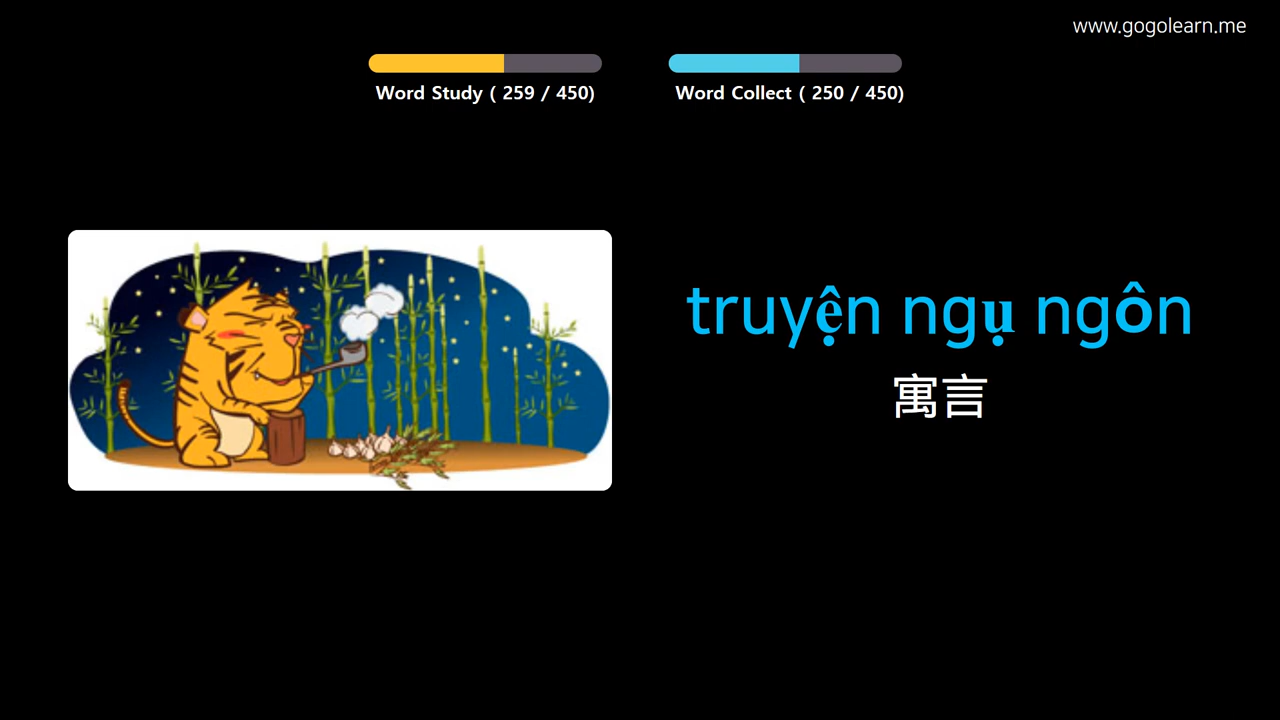 www.gogolearn.me
Word Study ( 259 / 450)
Word Collect ( 250 / 450)
truyện ngụ ngôn
寓言